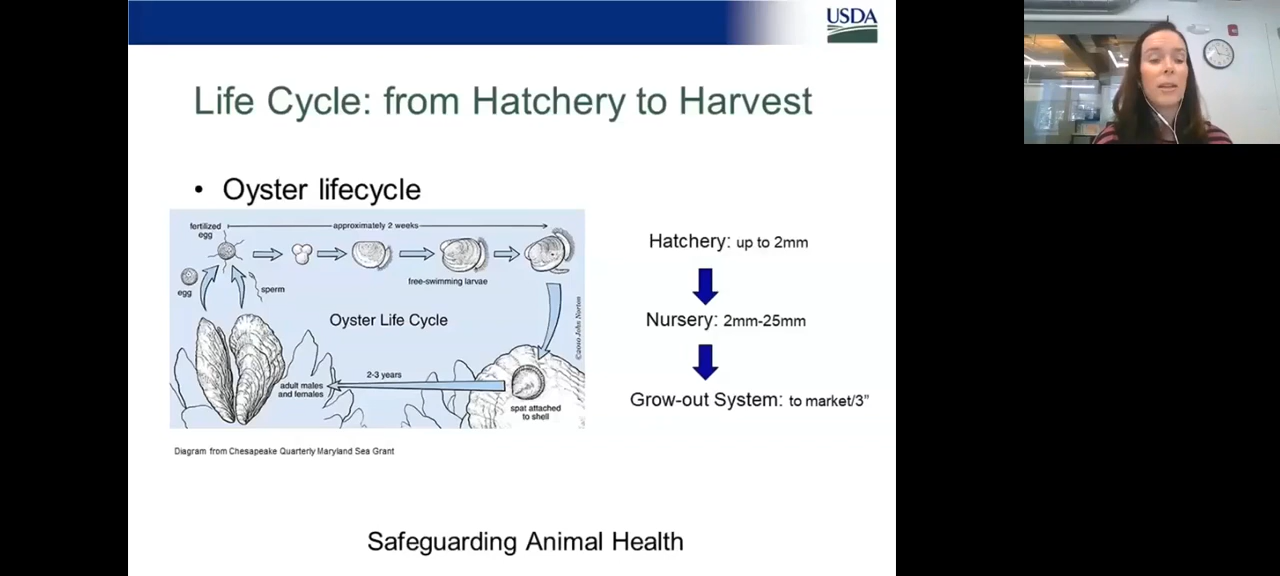 USDA
Life Cycle: from Hatchery to Harvest
• Oyster lifecycle
fertilized
egg
approximately 2 weeks
egg
sperm
free-swimming larvae
Oyster Life Cycle
©2010 John Norton
2-3 years
adult males
and females
spat attached
to shell
Diagram from Chesapeake Quarterly Maryland Sea Grant
Hatchery: up to 2mm
Nursery: 2mm-25mm
Grow-out System: to market/3”
Safeguarding Animal Health